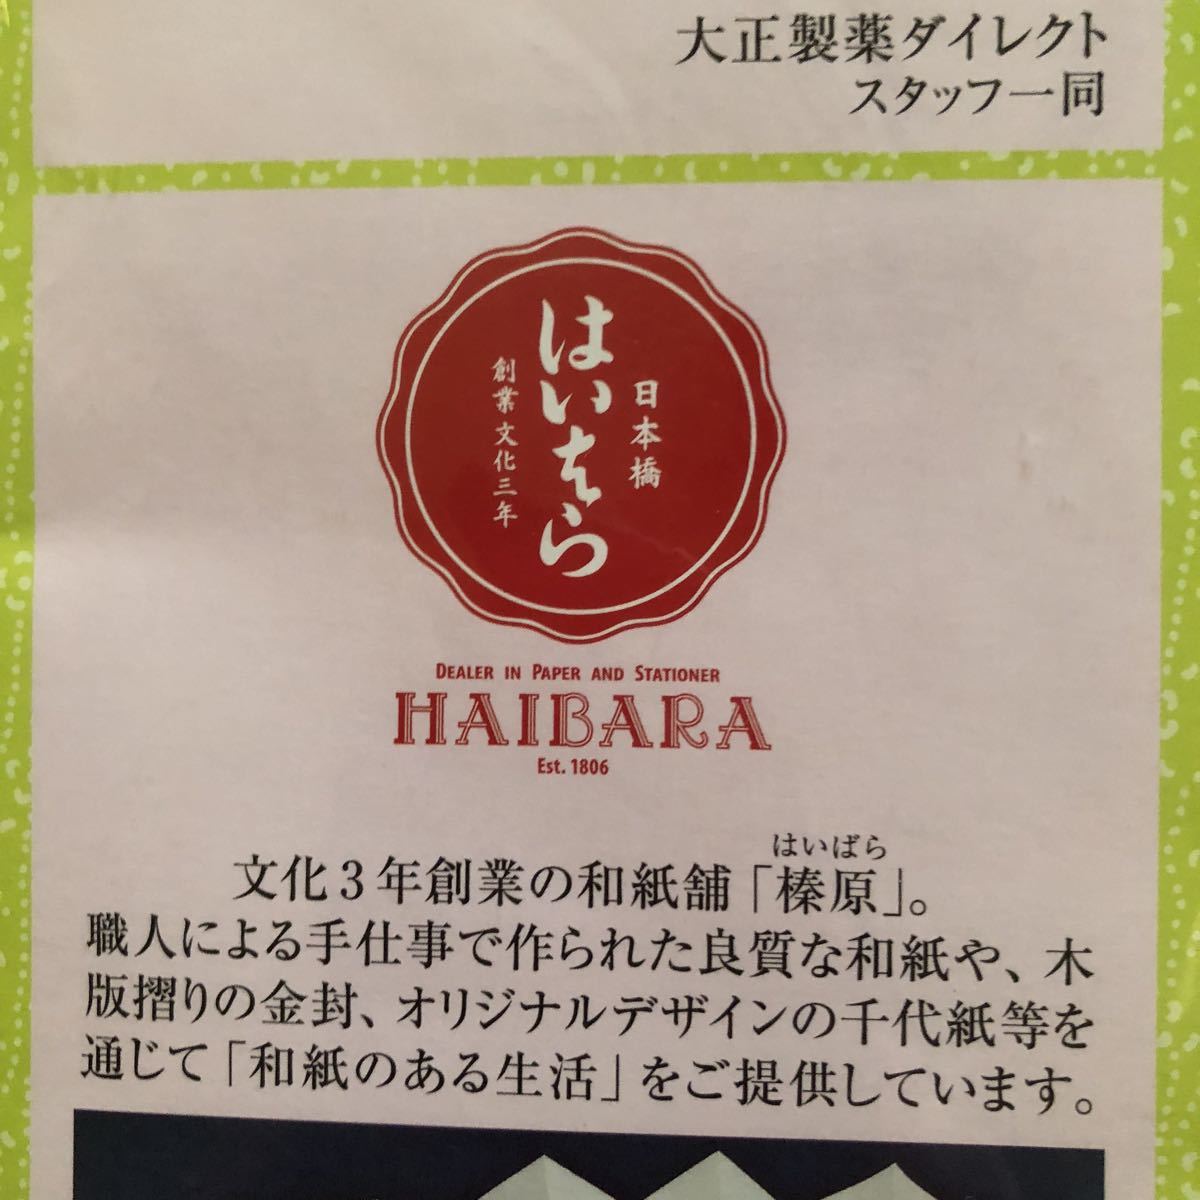 大正製薬ダイレクト
スタッフ一同
日本橋
はいばら
創業文化三年
DEALER IN PAPER AND STATIONER
HAIBARA
Est. 1806
はいばら
文化3年創業の和紙舗「榛原」。
職人による手仕事で作られた良質な和紙や、木
版摺りの金封、オリジナルデザインの千代紙等を
通じて「和紙のある生活」をご提供しています。